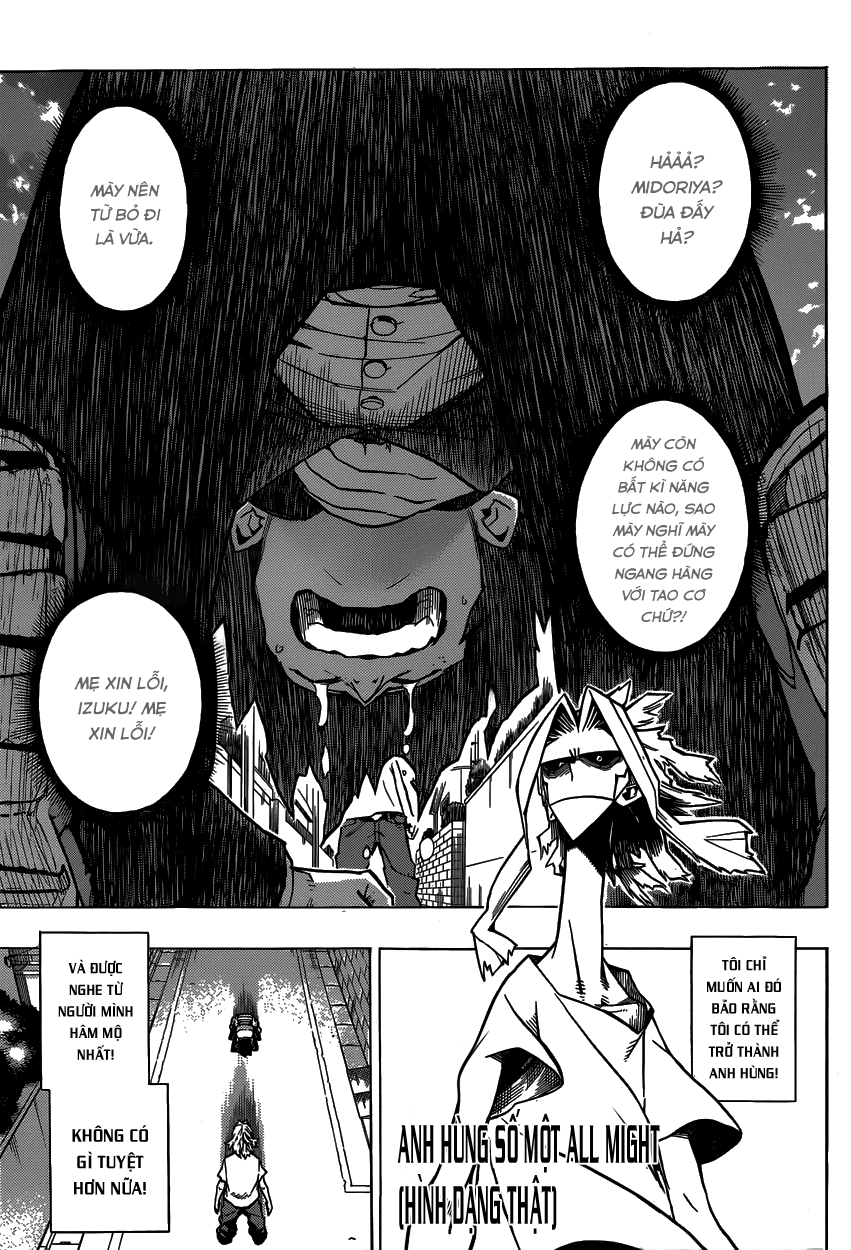 HẢẢẢ?
MIDORIYA?
ĐÙA ĐẤY
HẢ?
MÀY CÒN
KHÔNG CÓ
BẤT KÌ NĂNG
LỰC NÀO, SAO
MÀY NGHĨ MÀY
CÓ THỂ ĐỨNG
NGANG HÀNG
VỚI TAO CƠ
CHỨ?!
MÀY NÊN
TỪ BỎ ĐI
LÀ VỪA.
MẸ XIN LỖI,
IZUKU! MẸ
XIN LỖI!
TÔI CHỈ
MUỐN AI ĐÓ
BẢO RẰNG
TÔI CÓ THỂ
TRỞ THÀNH
ANH HÙNG!
ANH HÙNG SỐ MỘT ALL MIGHT
(HÌNH DẠNG THẬT)
VÀ ĐƯỢC
NGHE TỪ
NGƯỜI MÌNH
HÂM MỘ
NHẤT!
KHÔNG CÓ
GÌ TUYỆT
HƠN NỮA!